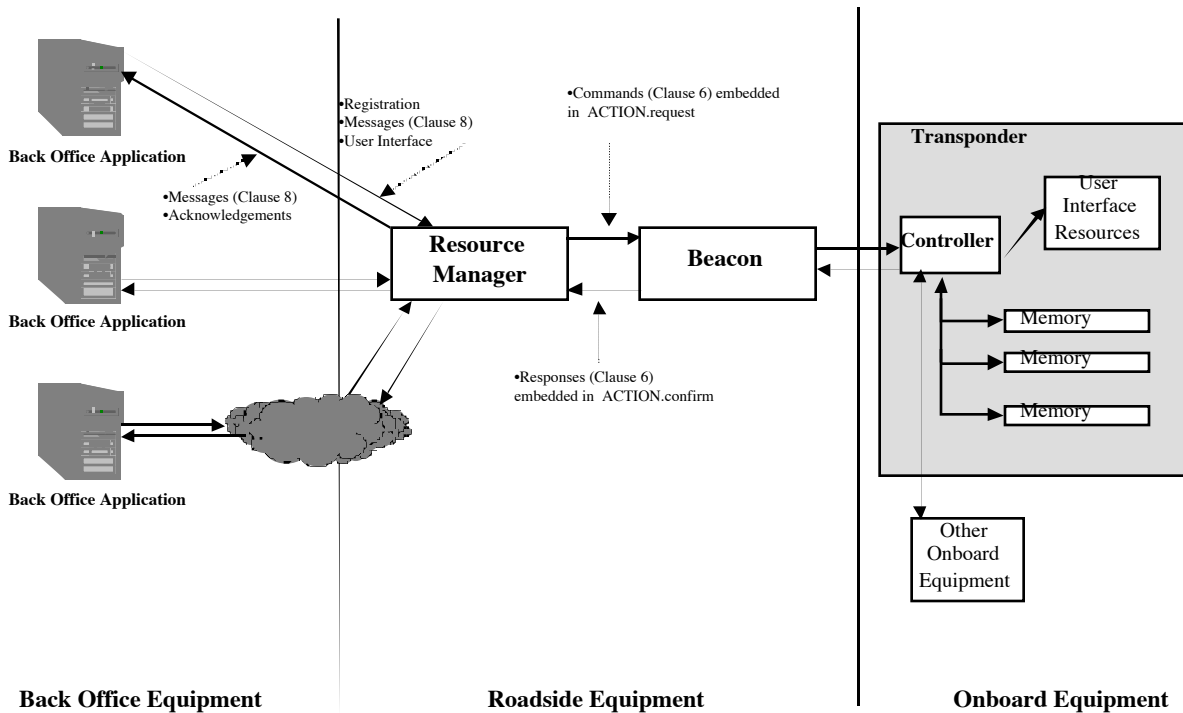 •Registration
•Messages (Clause 8)
•User Interface
•Commands (Clause 6) embedded
in ACTION.request
Back Office Application
•Messages (Clause 8)
•Acknowledgements
Transponder
User
Interface
Resources
Controller
Resource
Manager
Beacon
Back Office Application
Memory
Memory
Memory
•Responses (Clause 6)
embedded in ACTION.confirm
Back Office Application
Other
Onboard
Equipment
Back Office Equipment
Roadside Equipment
Onboard Equipment